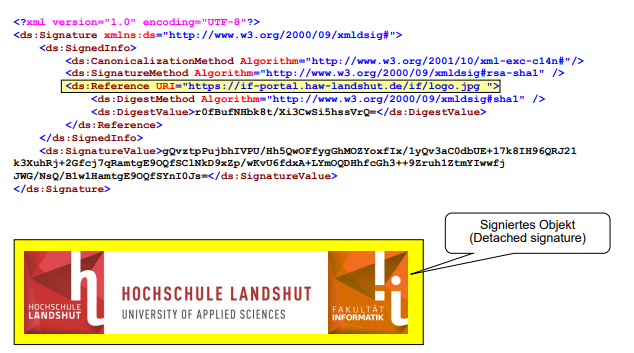 <?xml version="1.0" encoding="UTF-8"?>
<ds:Signature xmlns:ds="http://www.w3.org/2000/09/xmldsig#">
<ds:SignedInfo>
<ds:CanonicalizationMethod Algorithm="http://www.w3.org/2001/10/xml-exc-c14n#"/>
<ds:SignatureMethod Algorithm="http://www.w3.org/2000/09/xmldsig#rsa-sha1" />
<ds:Reference URI="https://if-portal.haw-landshut.de/if/logo.jpg ">
<ds:DigestMethod Algorithm="http://www.w3.org/2000/09/xmldsig#sha1" />
<ds:DigestValue>r0fBufNHbk8t/Xi3CwSi5hssVrQ=</ds:DigestValue>
</ds:Reference>
</ds:SignedInfo>
<ds:SignatureValue>gQvztpPujbhIVPU/Hh5QwOFfygGhMOZYoxfIx/1yQv3aC0dbUE+17k8IH96QRJ21
k3XuhRj+2Gfcj7qRamtgE9OQfSClNkD9xZp/wKvU6fdxA+LYmOQDHhfcGh3++9Zruh1ZtmYIwwfj
JWG/NsQ/B1w1HamtgE9OQfSYnI0Js=</ds:SignatureValue>
</ds:Signature>
Signiertes Objekt
(Detached signature)
h
HOCHSCHULE
LANDSHUT
HOCHSCHULE LANDSHUT
UNIVERSITY OF APPLIED SCIENCES
FAKULTÄT
INFORMATIK
i